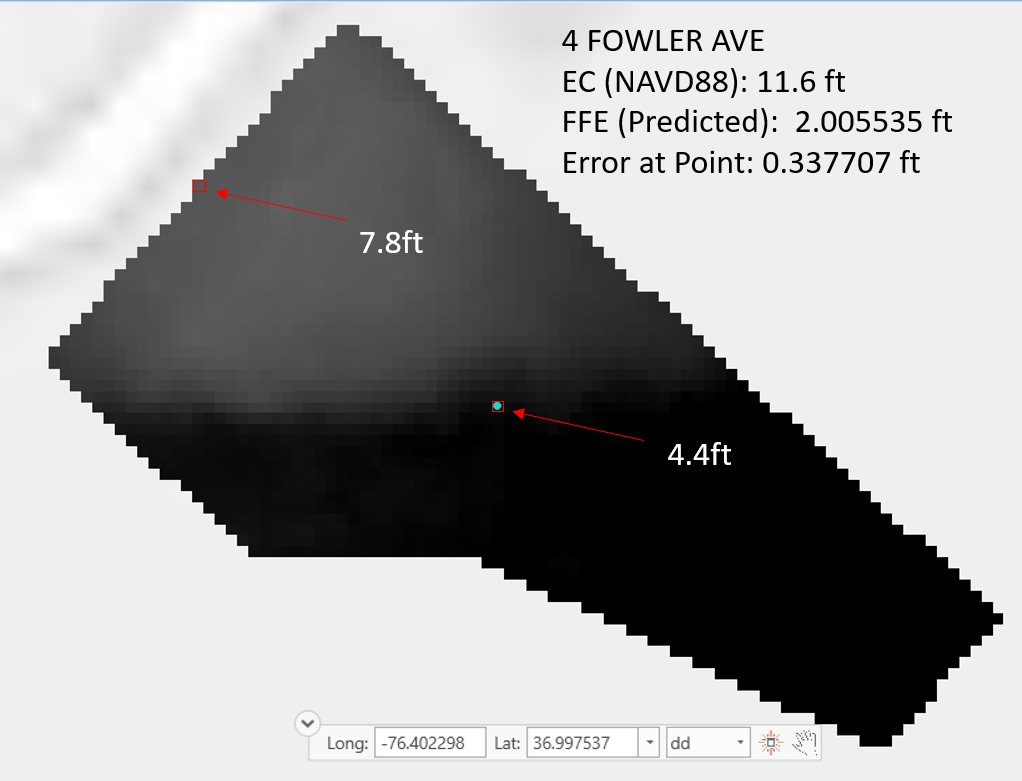 4 FOWLER AVE
EC (NAVD88): 11.6 ft
FFE (Predicted):  2.005535 ft
Error at Point: 0.337707 ft
7.8ft
4.4ft
Long: -76.402298 Lat: 36.997537 dd